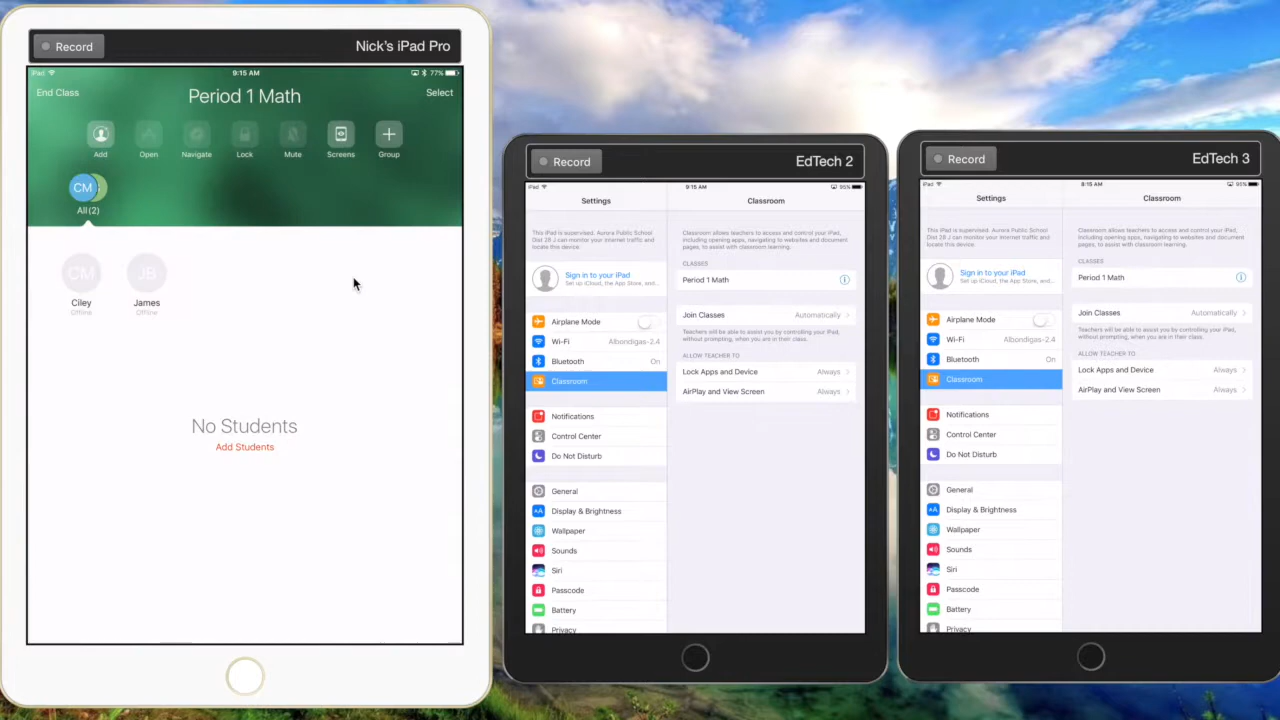 Record
Nick's iPad Pro
iPad
9:15 AM
77%
End Class
Period 1 Math
Select
Add
Open
Navigate
Lock
Mute
Screens
Group
CM
All (2)
CM
JB
Ciley
James
Offline
Offline
No Students
Add Students
Record
EdTech 2
iPad
9:15 AM
95%
Settings
Classroom
This iPad is supervised. Aurora Public School
Dist 28 J can monitor your Internet traffic and
locate this device.
Sign in to your iPad
Set up iCloud, the App Store, and...
Airplane Mode
Wi-Fi
Albondigas-2.4
Bluetooth
On
Classroom
Notifications
Control Center
Do Not Disturb
General
AA Display & Brightness
Wallpaper
Sounds
Siri
Passcode
Battery
Privacy
Classroom allows teachers to access and control your iPad,
including opening apps, navigating to websites and document
pages, to assist with classroom learning.
CLASSES
Period 1 Math
Join Classes
Automatically
Teachers will be able to assist you by controlling your iPad,
without prompting, when you are in their class.
ALLOW TEACHER TO
Lock Apps and Device
Always
AirPlay and View Screen
Always
Record
EdTech 3
iPad
8:15 AM
95%
Settings
Classroom
This iPad is supervised. Aurora Public School
Dist 28 J can monitor your Internet traffic and
locate this device.
Sign in to your iPad
Set up iCloud, the App Store, and...
Airplane Mode
Wi-Fi
Albondigas-2.4
Bluetooth
On
Classroom
Notifications
Control Center
Do Not Disturb
General
AA Display & Brightness
Wallpaper
Sounds
Siri
Passcode
Battery
Privacy
Classroom allows teachers to access and control your iPad,
including opening apps, navigating to websites and document
pages, to assist with classroom learning.
CLASSES
Period 1 Math
Join Classes
Automatically
Teachers will be able to assist you by controlling your iPad,
without prompting, when you are in their class.
ALLOW TEACHER TO
Lock Apps and Device
Always
AirPlay and View Screen
Always